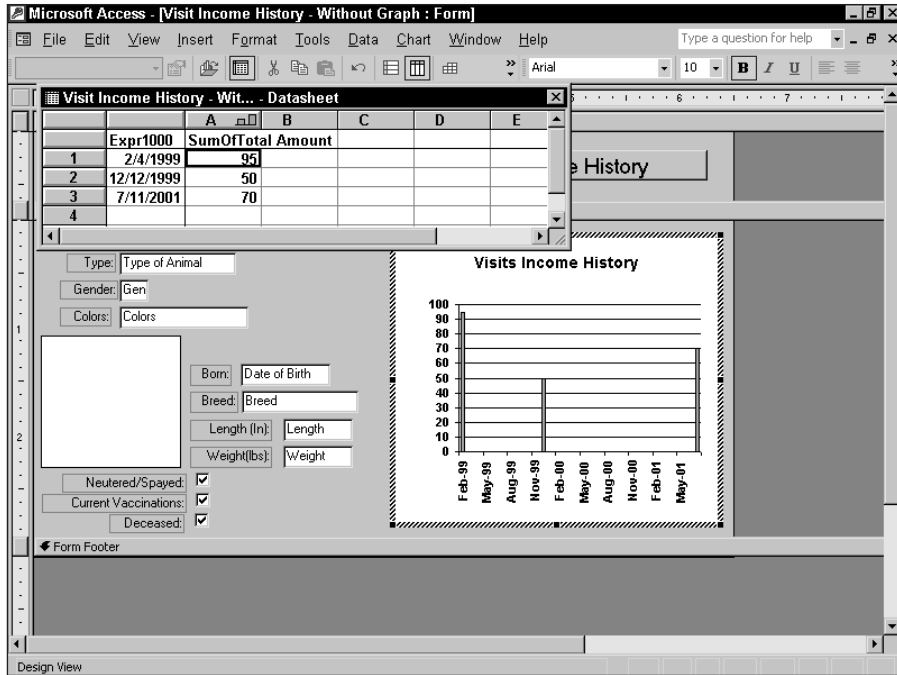 Microsoft Access - [Visit Income History - Without Graph : Form]
File Edit View Insert Format Tools Data Chart Window Help Type a question for help
Arial 10 B I U
Visit Income History - Wit... - Datasheet
6 7
A B C D E
Expr1000 SumOfTotal Amount
1 2/4/1999 95
2 12/12/1999 50
3 7/11/2001 70
4
e History
Type: Type of Animal
Gender: Gen
Colors: Colors
Born: Date of Birth
Breed: Breed
Length (In): Length
Weight(lbs): Weight
Neutered/Spayed:
Current Vaccinations:
Deceased:
1
2
Visits Income History
100
90
80
70
60
50
40
30
20
10
0
Feb-99 May-99 Aug-99 Nov-99 Feb-00 May-00 Aug-00 Nov-00 Feb-01 May-01
Form Footer
Design View